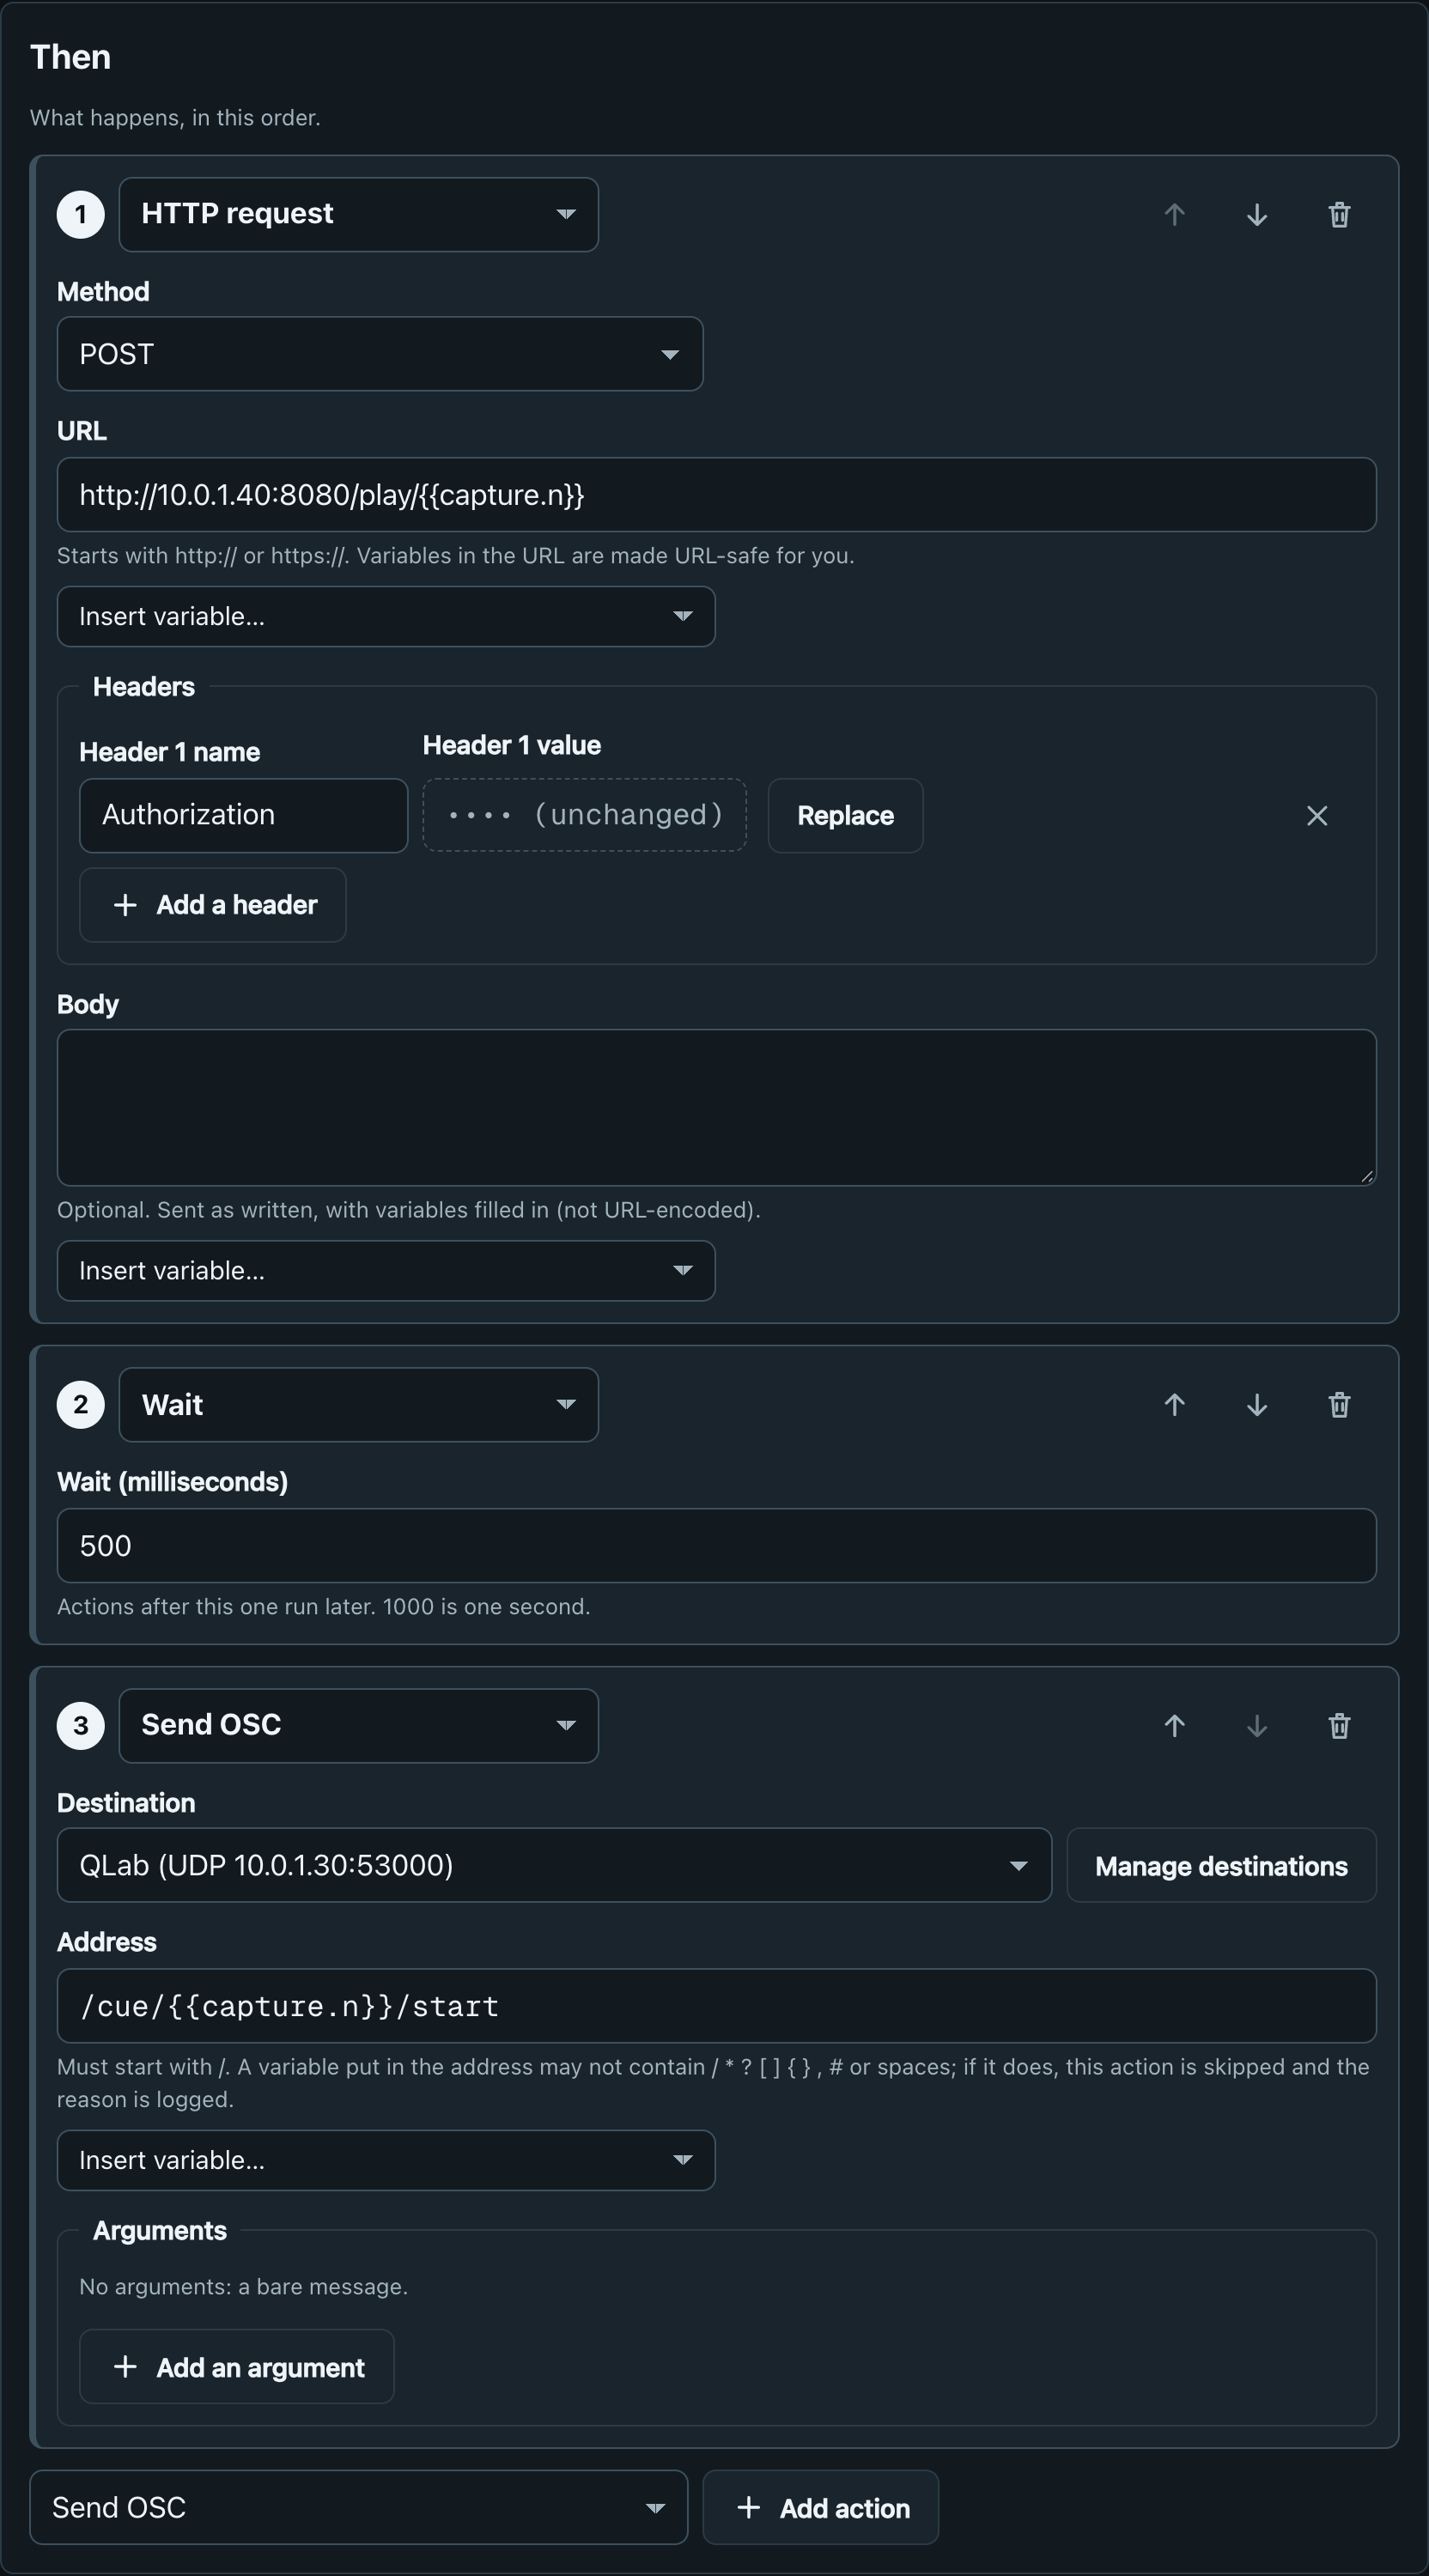 Then
What happens, in this order.
1
HTTP request
Method
POST
URL
http://10.0.1.40:8080/play/{{capture.n}}
Starts with http:// or https://. Variables in the URL are made URL-safe for you.
Insert variable...
Headers
Header 1 name
Header 1 value
Authorization
•••• (unchanged)
Replace
Add a header
Body
Optional. Sent as written, with variables filled in (not URL-encoded).
Insert variable...
2
Wait
Wait (milliseconds)
500
Actions after this one run later. 1000 is one second.
3
Send OSC
Destination
QLab (UDP 10.0.1.30:53000)
Manage destinations
Address
/cue/{{capture.n}}/start
Must start with /. A variable put in the address may not contain / * ? [ ] { } , # or spaces; if it does, this action is skipped and the
reason is logged.
Insert variable...
Arguments
No arguments: a bare message.
Add an argument
Send OSC
Add action